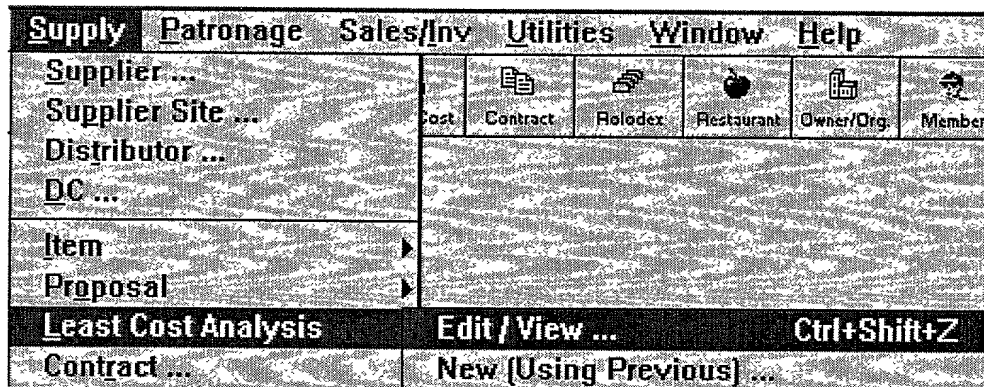 Supply Patronage Sales/Inv Utilities Window Help
Supplier ...
Supplier Site ...
Distributor ...
DC ...
Cost Contract Rolodex Restaurant Owner/Org. Member
Item
Proposal
Least Cost Analysis Edit / View ... Ctrl+Shift+Z
Contract ... New (Using Previous) ...